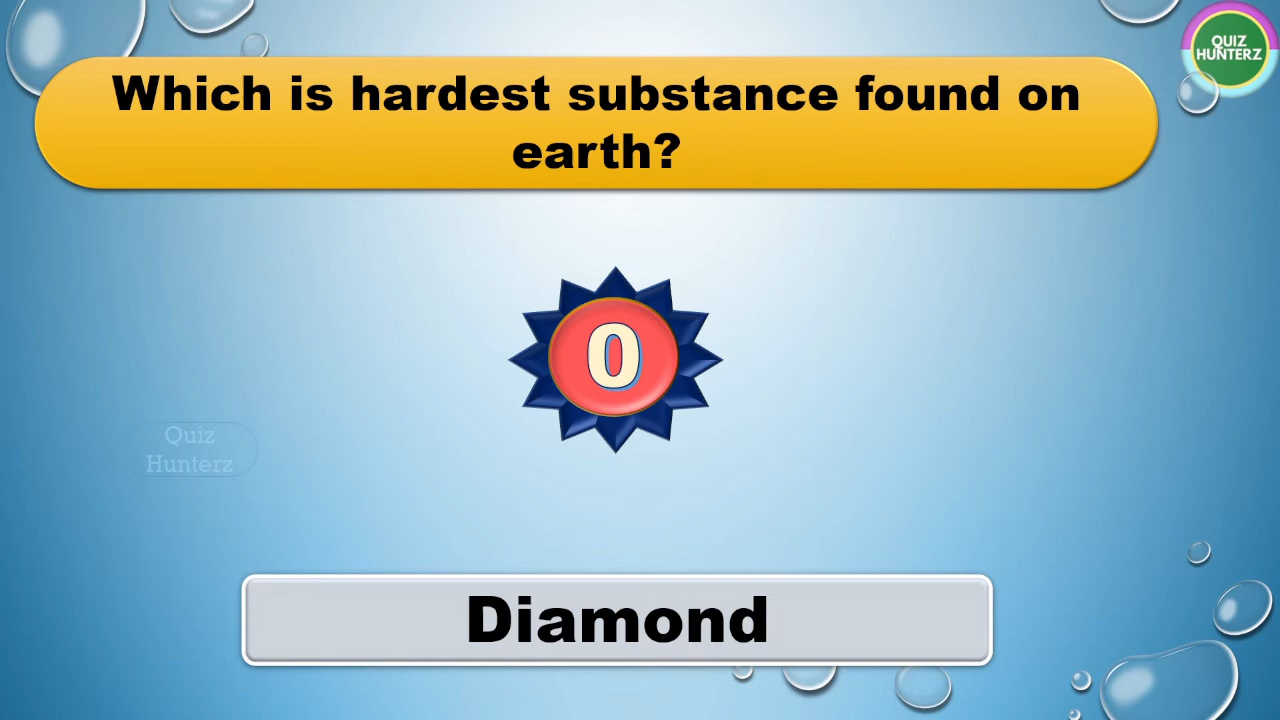 QUIZ
HUNTERZ
Which is hardest substance found on
earth?
0
Quiz
Hunterz
Diamond